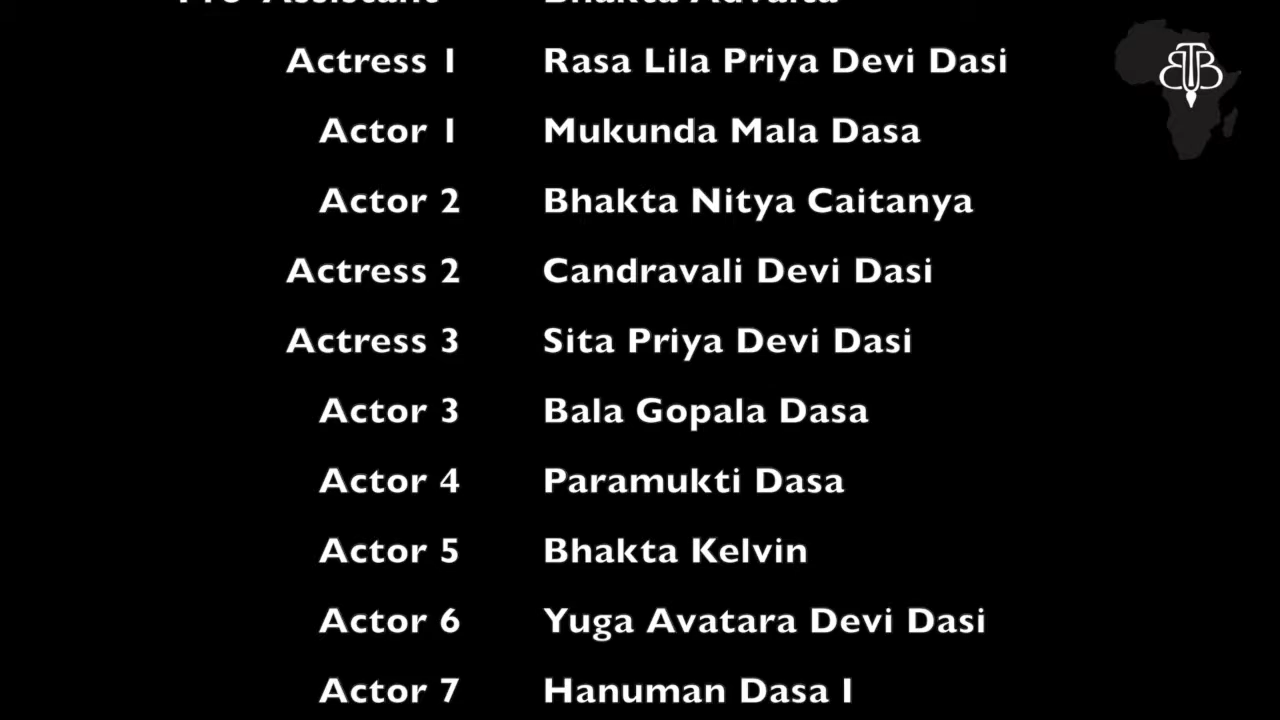 Actress 1 Rasa Lila Priya Devi Dasi
Actor 1 Mukunda Mala Dasa
Actor 2 Bhakta Nitya Caitanya
Actress 2 Candravali Devi Dasi
Actress 3 Sita Priya Devi Dasi
Actor 3 Bala Gopala Dasa
Actor 4 Paramukti Dasa
Actor 5 Bhakta Kelvin
Actor 6 Yuga Avatara Devi Dasi
Actor 7 Hanuman Dasa I